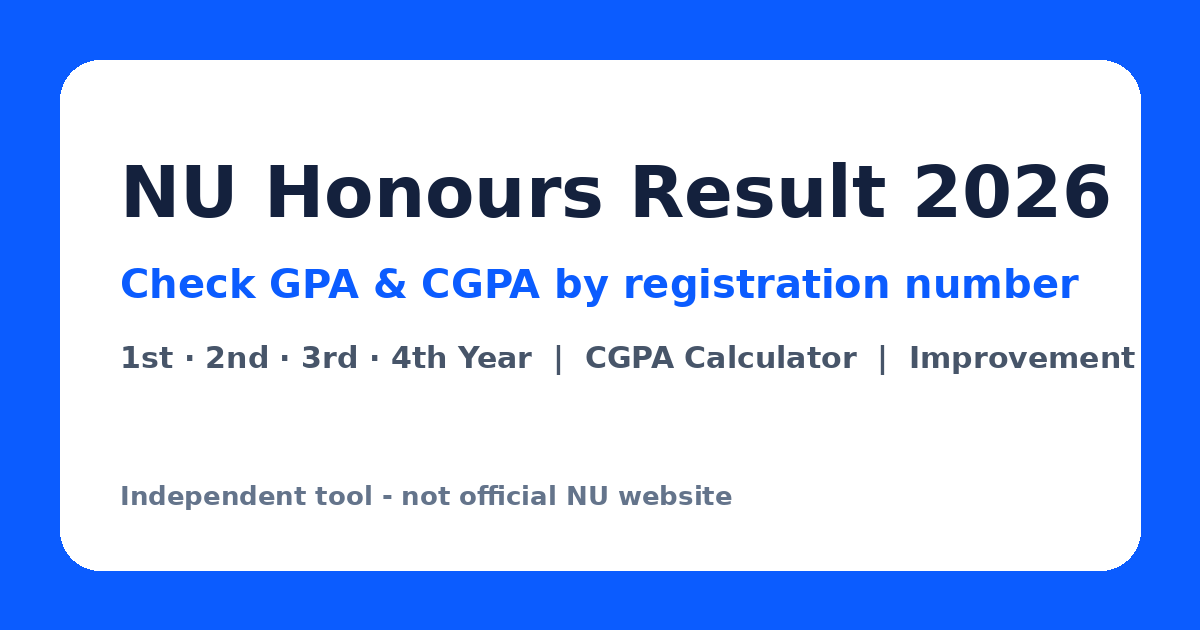 NU Honours Result 2026
Check GPA & CGPA by registration number
1st · 2nd · 3rd · 4th Year | CGPA Calculator | Improvement
Independent tool - not official NU website